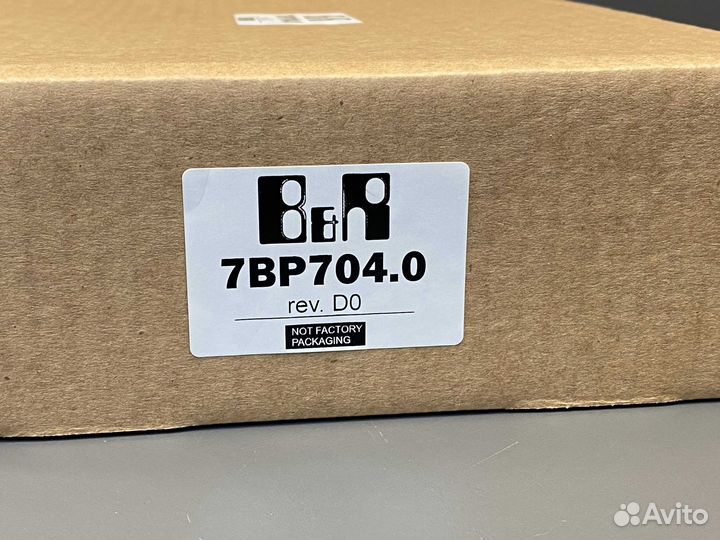 B&R
7BP704.0
rev. D0
NOT FACTORY
PACKAGING
Avito